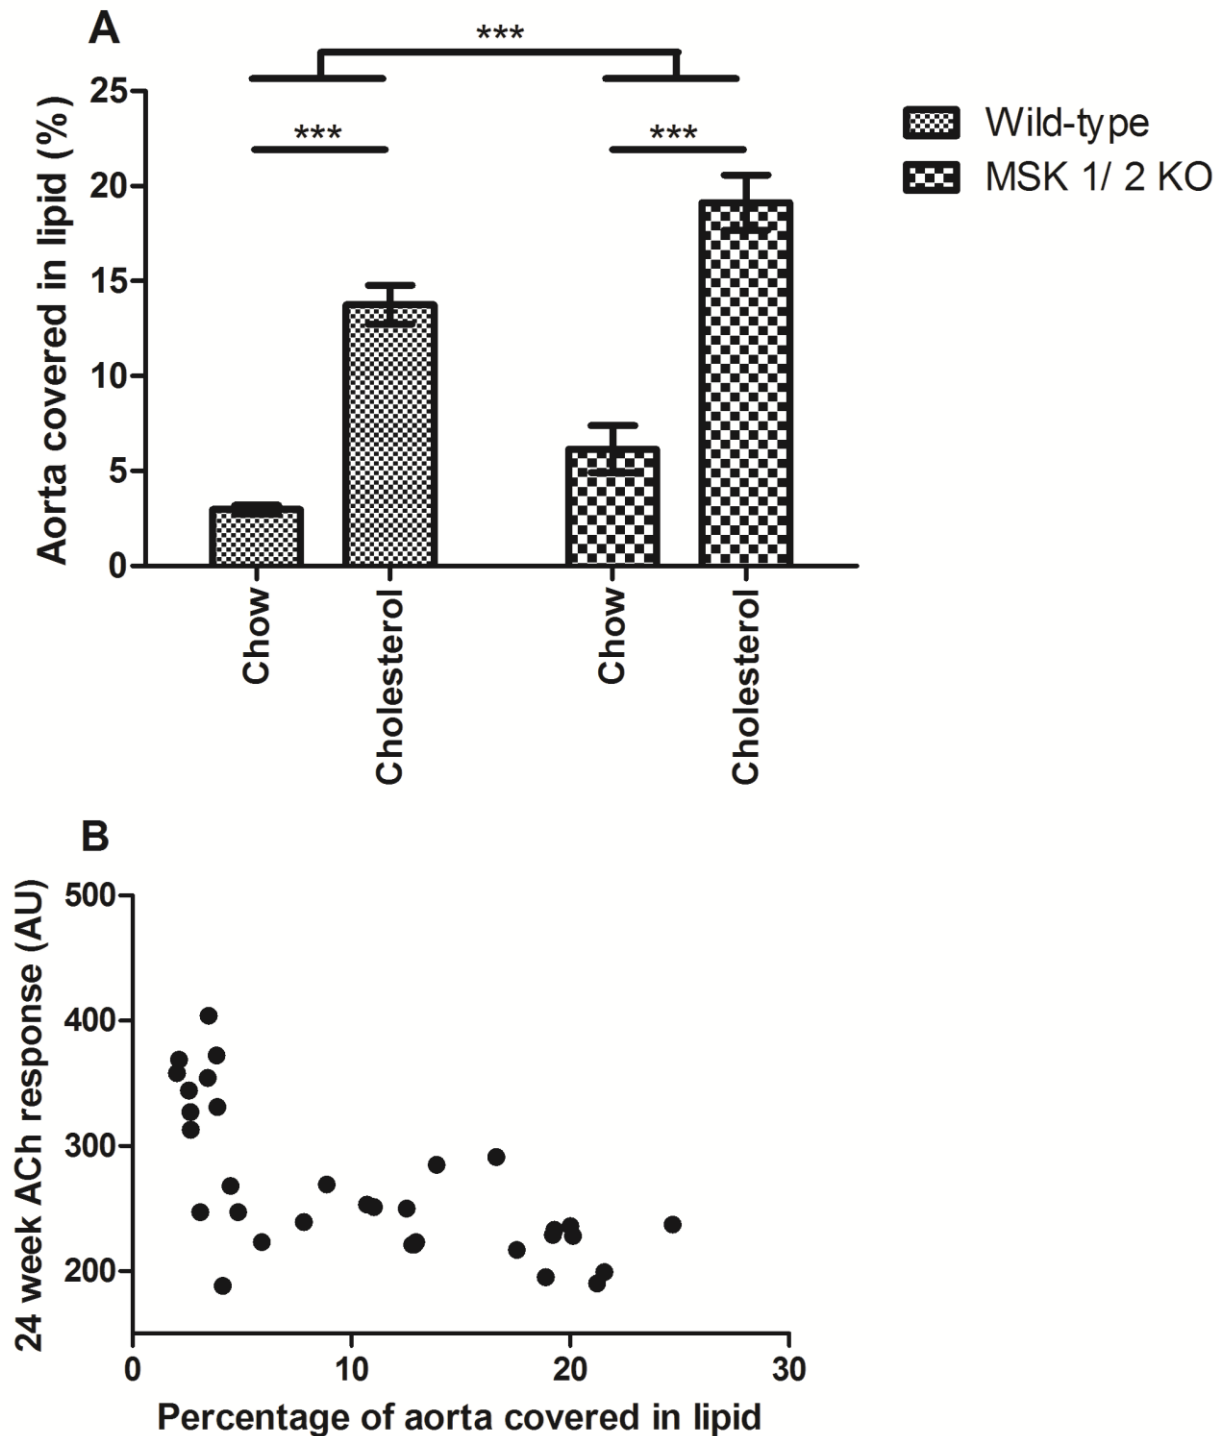 A
***
25
***
***
20
15
10
5
0
Aorta covered in lipid (%)
Chow
Cholesterol
Chow
Cholesterol
Wild-type
MSK 1/ 2 KO
B
500
400
300
200
24 week ACh response (AU)
0 10 20 30
Percentage of aorta covered in lipid